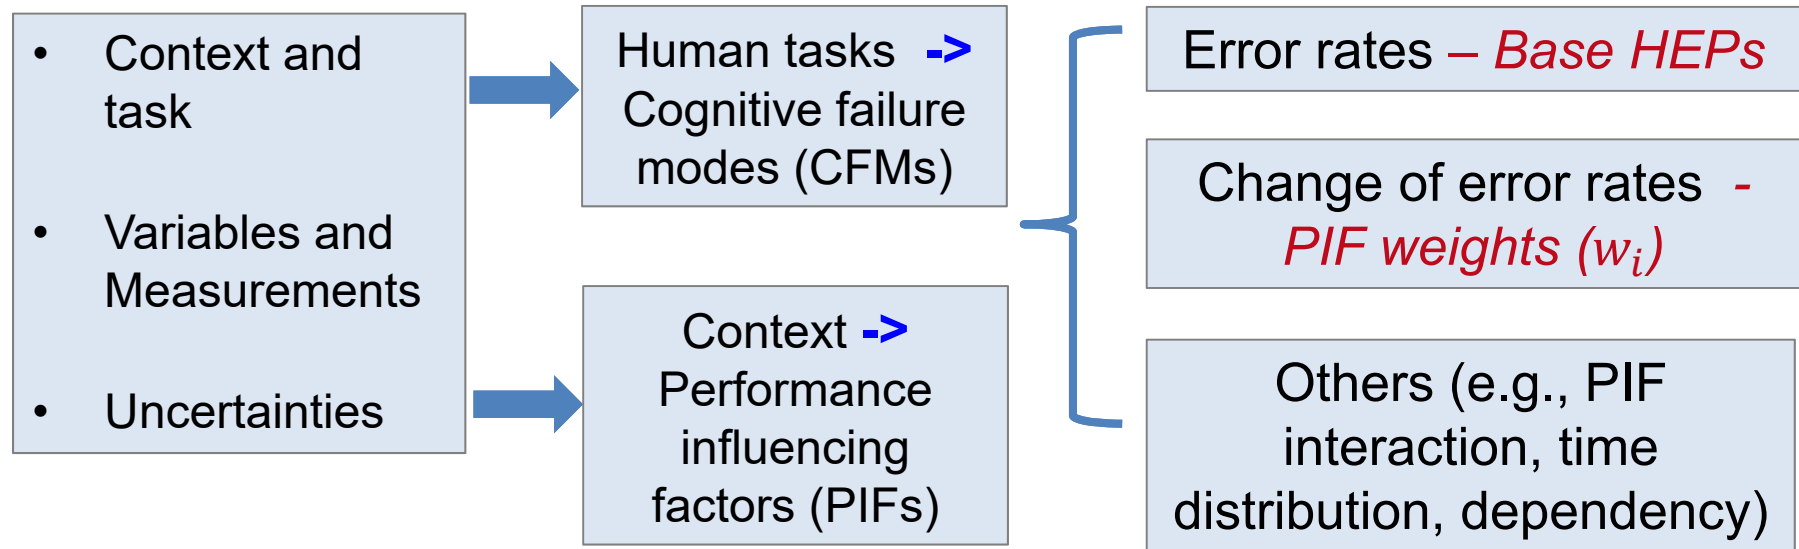 • Context and
task
• Variables and
Measurements
• Uncertainties
Human tasks ->
Cognitive failure
modes (CFMs)
Context ->
Performance
influencing
factors (PIFs)
Error rates – Base HEPs
Change of error rates -
PIF weights (wᵢ)
Others (e.g., PIF
interaction, time
distribution, dependency)